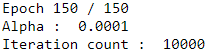 Epoch 150 / 150
Alpha :  0.0001
Iteration count :  10000